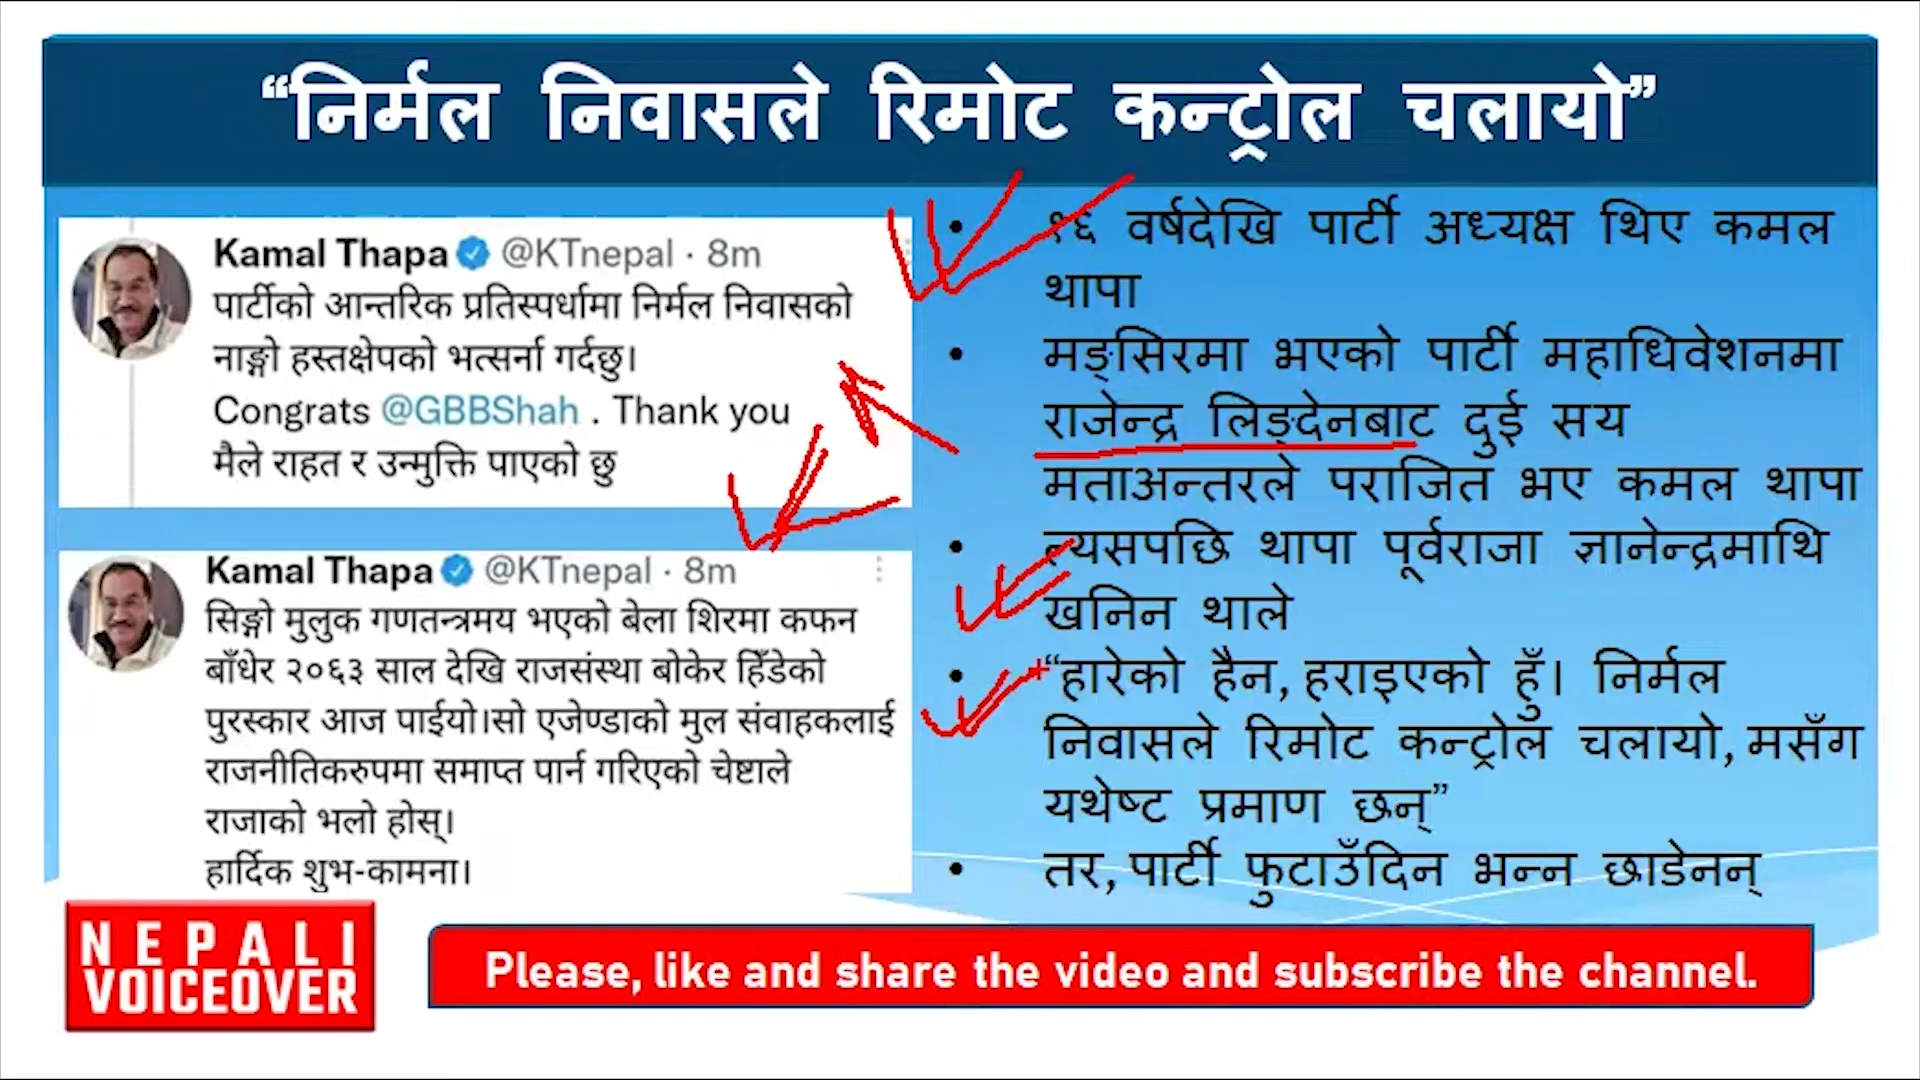 “निर्मल निवासले रिमोट कन्ट्रोल चलायो”
Kamal Thapa @KTnepal · 8m
पार्टीको आन्तरिक प्रतिस्पर्धामा निर्मल निवासको
नाङ्गो हस्तक्षेपको भत्सर्ना गर्दछु।
Congrats @GBBShah . Thank you
मैले राहत र उन्मुक्ति पाएको छु
Kamal Thapa @KTnepal · 8m
सिङ्गो मुलुक गणतन्त्रमय भएको बेला शिरमा कफन
बाँधेर २०६३ साल देखि राजसंस्था बोकेर हिँडेको
पुरस्कार आज पाईयो।सो एजेण्डाको मुल संवाहकलाई
राजनीतिकरुपमा समाप्त पार्न गरिएको चेष्टाले
राजाको भलो होस्।
हार्दिक शुभ-कामना।
• १६ वर्षदेखि पार्टी अध्यक्ष थिए कमल
थापा
• मङ्सिरमा भएको पार्टी महाधिवेशनमा
राजेन्द्र लिङ्देनबाट दुई सय
मताअन्तरले पराजित भए कमल थापा
• त्यसपछि थापा पूर्वराजा ज्ञानेन्द्रमाथि
खनिन थाले
• “हारेको हैन, हराइएको हुँ। निर्मल
निवासले रिमोट कन्ट्रोल चलायो, मसँग
यथेष्ट प्रमाण छन्”
• तर, पार्टी फुटाउँदिन भन्न छाडेनन्
NEPALI
VOICEOVER
Please, like and share the video and subscribe the channel.